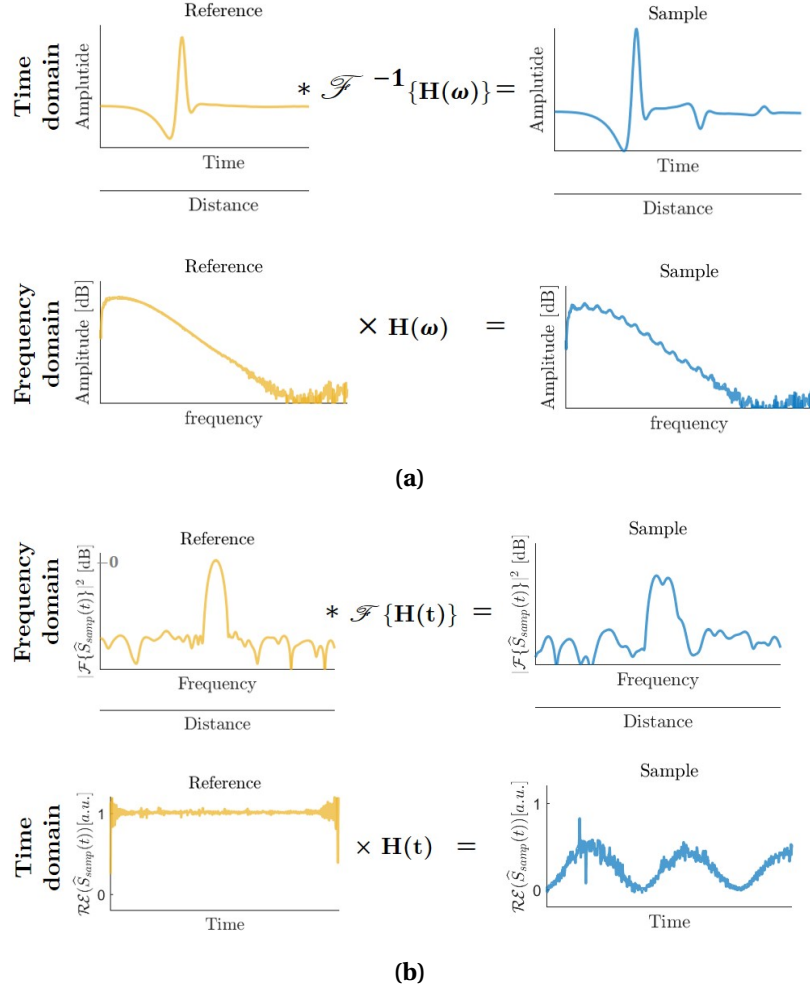 Reference
Sample
Time domain
Amplutide
∗ ℱ ⁻¹{H(ω)} =
Amplitude
Time
Time
Distance
Distance
Reference
Sample
Frequency domain
Amplitude [dB]
× H(ω) =
Amplitude [dB]
frequency
frequency
(a)
Reference
Sample
Frequency domain
|ℱ{Ŝ_samp(t)}|² [dB]
0
∗ ℱ {H(t)} =
|ℱ{Ŝ_samp(t)}|² [dB]
Frequency
Frequency
Distance
Distance
Reference
Sample
Time domain
ℛℰ(Ŝ_samp(t))[a.u.]
1
0
× H(t) =
ℛℰ(Ŝ_samp(t))[a.u.]
1
0
Time
Time
(b)